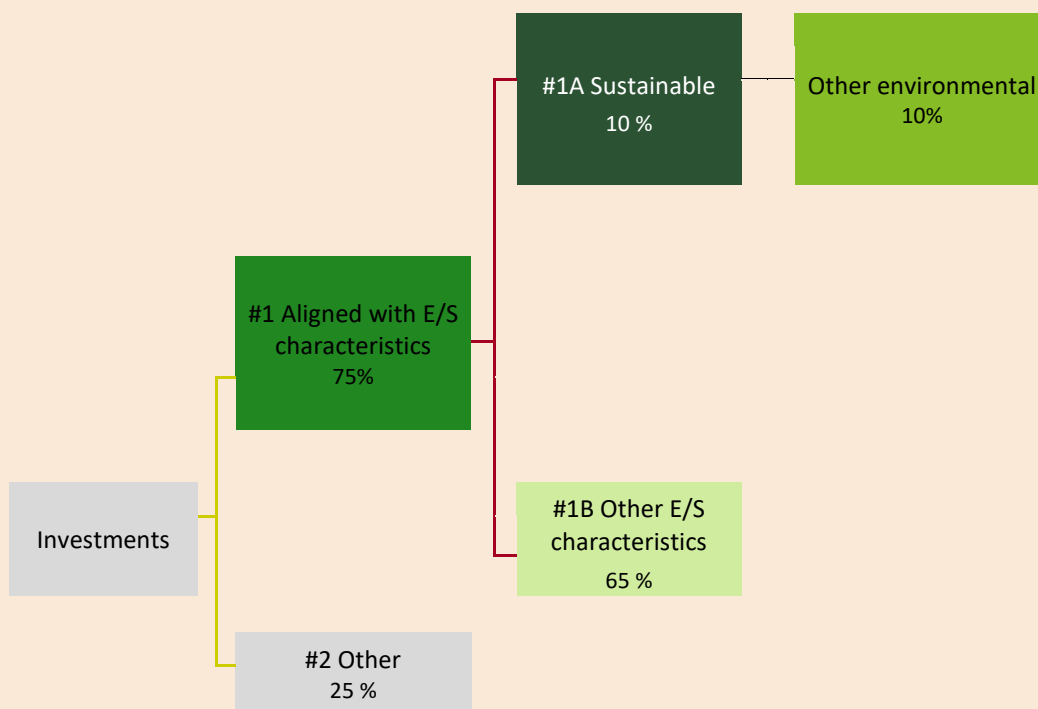 #1A Sustainable
10 %
Other environmental
10%
#1 Aligned with E/S
characteristics
75%
Investments
#1B Other E/S
characteristics
65 %
#2 Other
25 %